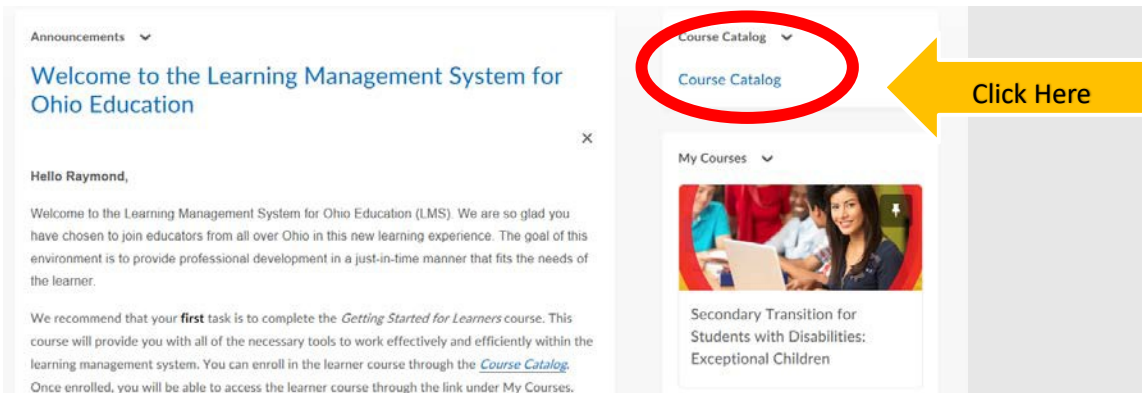 Announcements
Welcome to the Learning Management System for
Ohio Education
Hello Raymond,
Welcome to the Learning Management System for Ohio Education (LMS). We are so glad you
have chosen to join educators from all over Ohio in this new learning experience. The goal of this
environment is to provide professional development in a just-in-time manner that fits the needs of
the learner.
We recommend that your first task is to complete the Getting Started for Learners course. This
course will provide you with all of the necessary tools to work effectively and efficiently within the
learning management system. You can enroll in the learner course through the Course Catalog.
Once enrolled, you will be able to access the learner course through the link under My Courses.
Course Catalog
Course Catalog
Click Here
My Courses
Secondary Transition for
Students with Disabilities:
Exceptional Children